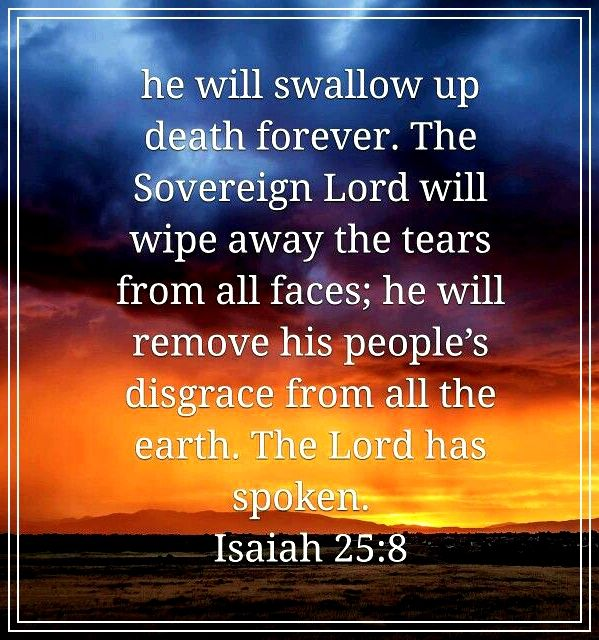 he will swallow up
death forever. The
Sovereign Lord will
wipe away the tears
from all faces; he will
remove his people’s
disgrace from all the
earth. The Lord has
spoken.
Isaiah 25:8